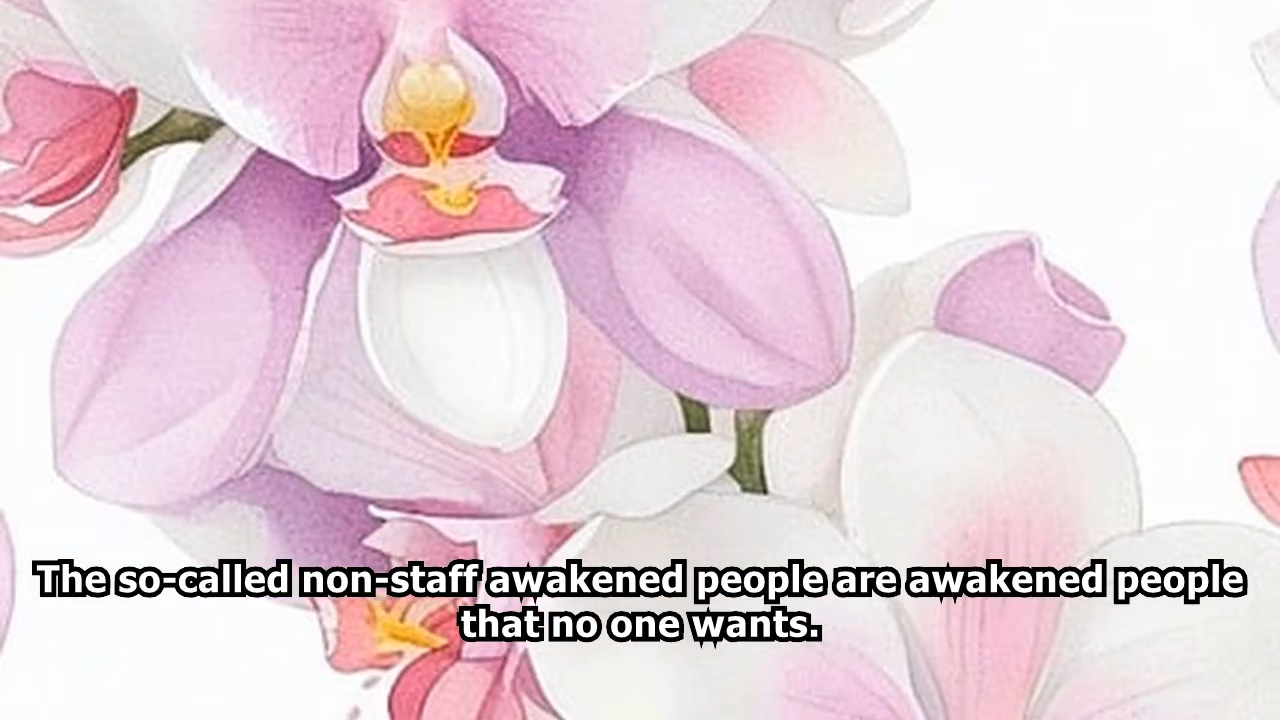 The so-called non-staff awakened people are awakened people
that no one wants.